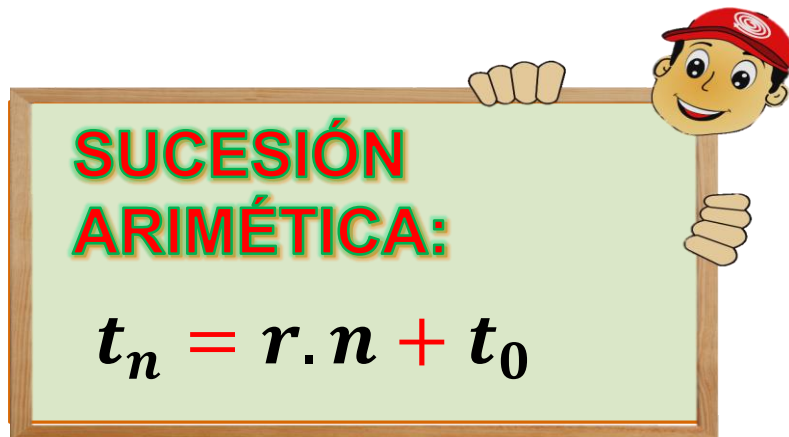 SUCESIÓN
ARIMÉTICA:
tₙ = r.n + t₀